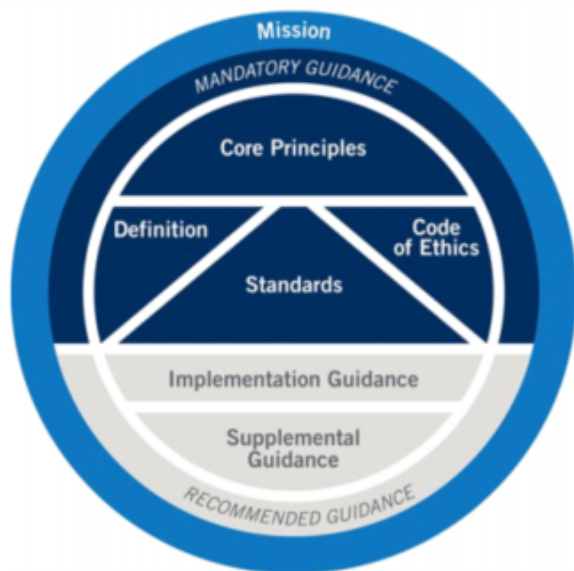 Mission
MANDATORY GUIDANCE
Core Principles
Definition
Code
of Ethics
Standards
Implementation Guidance
Supplemental
Guidance
RECOMMENDED GUIDANCE